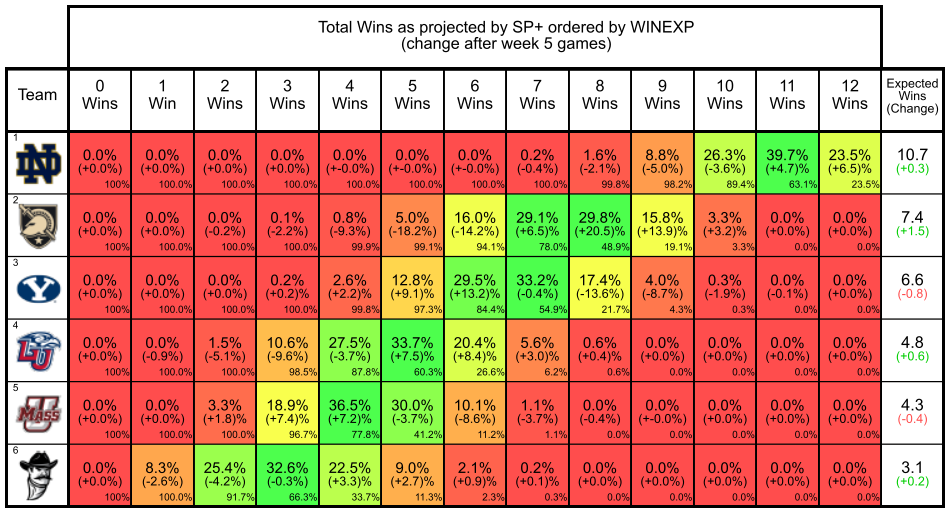 Total Wins as projected by SP+ ordered by WINEXP
(change after week 5 games)
Team
0 Wins
1 Win
2 Wins
3 Wins
4 Wins
5 Wins
6 Wins
7 Wins
8 Wins
9 Wins
10 Wins
11 Wins
12 Wins
Expected Wins (Change)
1
ND
0.0% 0.0% 0.0% 0.0% 0.0% 0.0% 0.0% 0.2% 1.6% 8.8% 26.3% 39.7% 23.5% 10.7
(+0.0%) (+0.0%) (+0.0%) (+0.0%) (+-0.0%) (+-0.0%) (+-0.0%) (-0.4%) (-2.1%) (-5.0%) (-3.6%) (+4.7)% (+6.5)% (+0.3)
100% 100.0% 100.0% 100.0% 100.0% 100.0% 100.0% 100.0% 99.8% 98.2% 89.4% 63.1% 23.5%
2
0.0% 0.0% 0.0% 0.1% 0.8% 5.0% 16.0% 29.1% 29.8% 15.8% 3.3% 0.0% 0.0% 7.4
(+0.0%) (+0.0%) (-0.2%) (-2.2%) (-9.3%) (-18.2%) (-14.2%) (+6.5)% (+20.5)% (+13.9)% (+3.2)% (+0.0%) (+0.0%) (+1.5)
100% 100.0% 100.0% 100.0% 99.9% 99.1% 94.1% 78.0% 48.9% 19.1% 3.3% 0.0% 0.0%
3
Y
0.0% 0.0% 0.0% 0.2% 2.6% 12.8% 29.5% 33.2% 17.4% 4.0% 0.3% 0.0% 0.0% 6.6
(+0.0%) (+0.0%) (+0.0%) (+0.2)% (+2.2)% (+9.1)% (+13.2)% (-0.4%) (-13.6%) (-8.7%) (-1.9%) (-0.1%) (+0.0%) (-0.8)
100% 100.0% 100.0% 100.0% 99.8% 97.3% 84.4% 54.9% 21.7% 4.3% 0.3% 0.0% 0.0%
4
LU
0.0% 0.0% 1.5% 10.6% 27.5% 33.7% 20.4% 5.6% 0.6% 0.0% 0.0% 0.0% 0.0% 4.8
(+0.0%) (-0.9%) (-5.1%) (-9.6%) (-3.7%) (+7.5)% (+8.4)% (+3.0)% (+0.4)% (+0.0%) (+0.0%) (+0.0%) (+0.0%) (+0.6)
100% 100.0% 100.0% 98.5% 87.8% 60.3% 26.6% 6.2% 0.6% 0.0% 0.0% 0.0% 0.0%
5
U MASS
0.0% 0.0% 3.3% 18.9% 36.5% 30.0% 10.1% 1.1% 0.0% 0.0% 0.0% 0.0% 0.0% 4.3
(+0.0%) (+0.0%) (+1.8)% (+7.4)% (+7.2)% (-3.7%) (-8.6%) (-3.7%) (-0.4%) (+-0.0%) (+0.0%) (+0.0%) (+0.0%) (-0.4)
100% 100.0% 100.0% 96.7% 77.8% 41.2% 11.2% 1.1% 0.0% 0.0% 0.0% 0.0% 0.0%
6
0.0% 8.3% 25.4% 32.6% 22.5% 9.0% 2.1% 0.2% 0.0% 0.0% 0.0% 0.0% 0.0% 3.1
(+0.0%) (-2.6%) (-4.2%) (-0.3%) (+3.3)% (+2.7)% (+0.9)% (+0.1)% (+0.0%) (+0.0%) (+0.0%) (+0.0%) (+0.0%) (+0.2)
100% 100.0% 91.7% 66.3% 33.7% 11.3% 2.3% 0.3% 0.0% 0.0% 0.0% 0.0% 0.0%